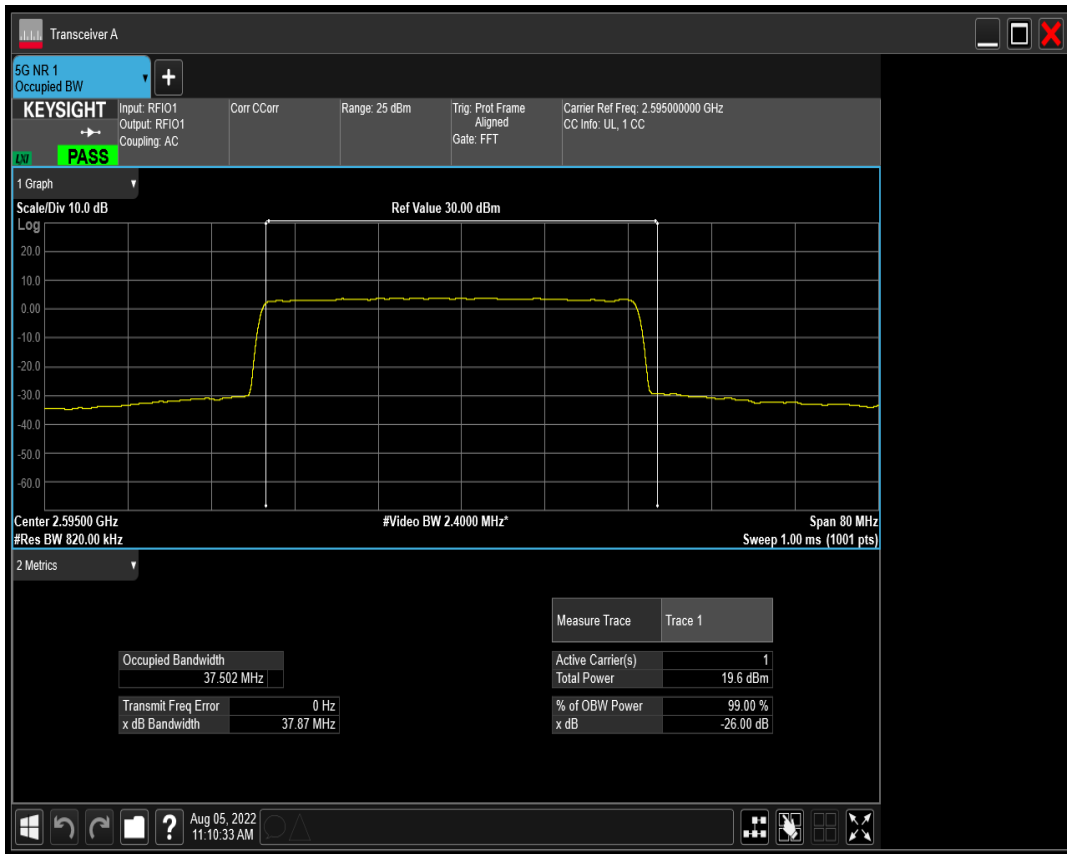 Transceiver A
5G NR 1
Occupied BW
+
KEYSIGHT
LXI
PASS
Input: RFIO1
Output: RFIO1
Coupling: AC
Corr CCorr
Range: 25 dBm
Trig: Prot Frame
Aligned
Gate: FFT
Carrier Ref Freq: 2.595000000 GHz
CC Info: UL, 1 CC
1 Graph
Scale/Div 10.0 dB
Ref Value 30.00 dBm
Log
20.0
10.0
0.00
-10.0
-20.0
-30.0
-40.0
-50.0
-60.0
Center 2.59500 GHz
#Video BW 2.4000 MHz*
Span 80 MHz
#Res BW 820.00 kHz
Sweep 1.00 ms (1001 pts)
2 Metrics
Measure Trace Trace 1
Occupied Bandwidth
37.502 MHz
Active Carrier(s) 1
Total Power 19.6 dBm
Transmit Freq Error 0 Hz
x dB Bandwidth 37.87 MHz
% of OBW Power 99.00 %
x dB -26.00 dB
?
Aug 05, 2022
11:10:33 AM